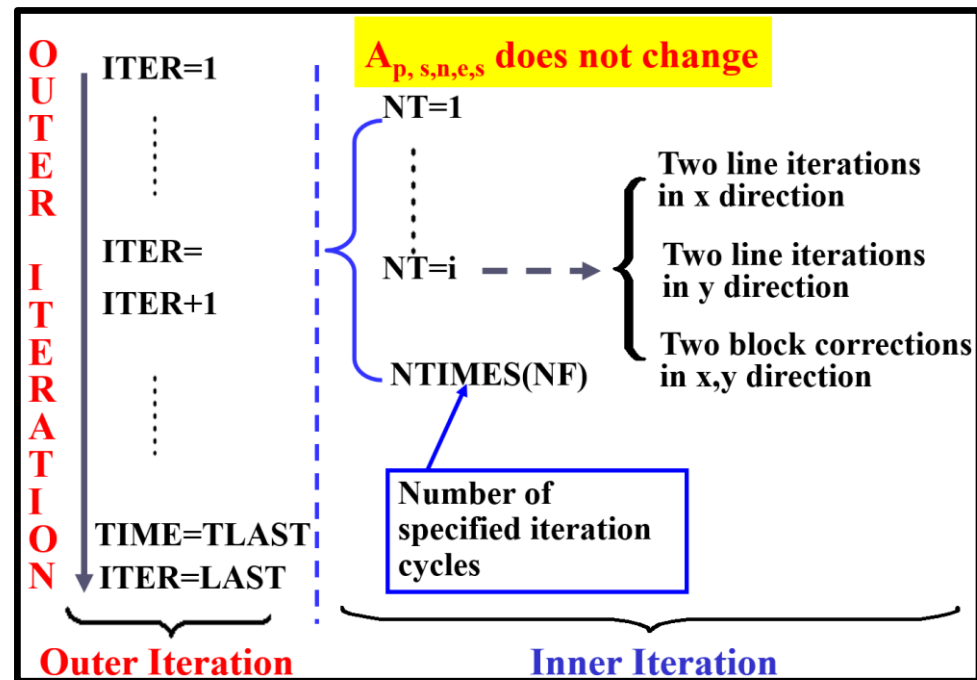 OUTER ITERATION
ITER=1
ITER=
ITER+1
TIME=TLAST
ITER=LAST
Outer Iteration
Ap, s,n,e,s does not change
NT=1
NT=i
NTIMES(NF)
Number of
specified iteration
cycles
Two line iterations
in x direction
Two line iterations
in y direction
Two block corrections
in x,y direction
Inner Iteration